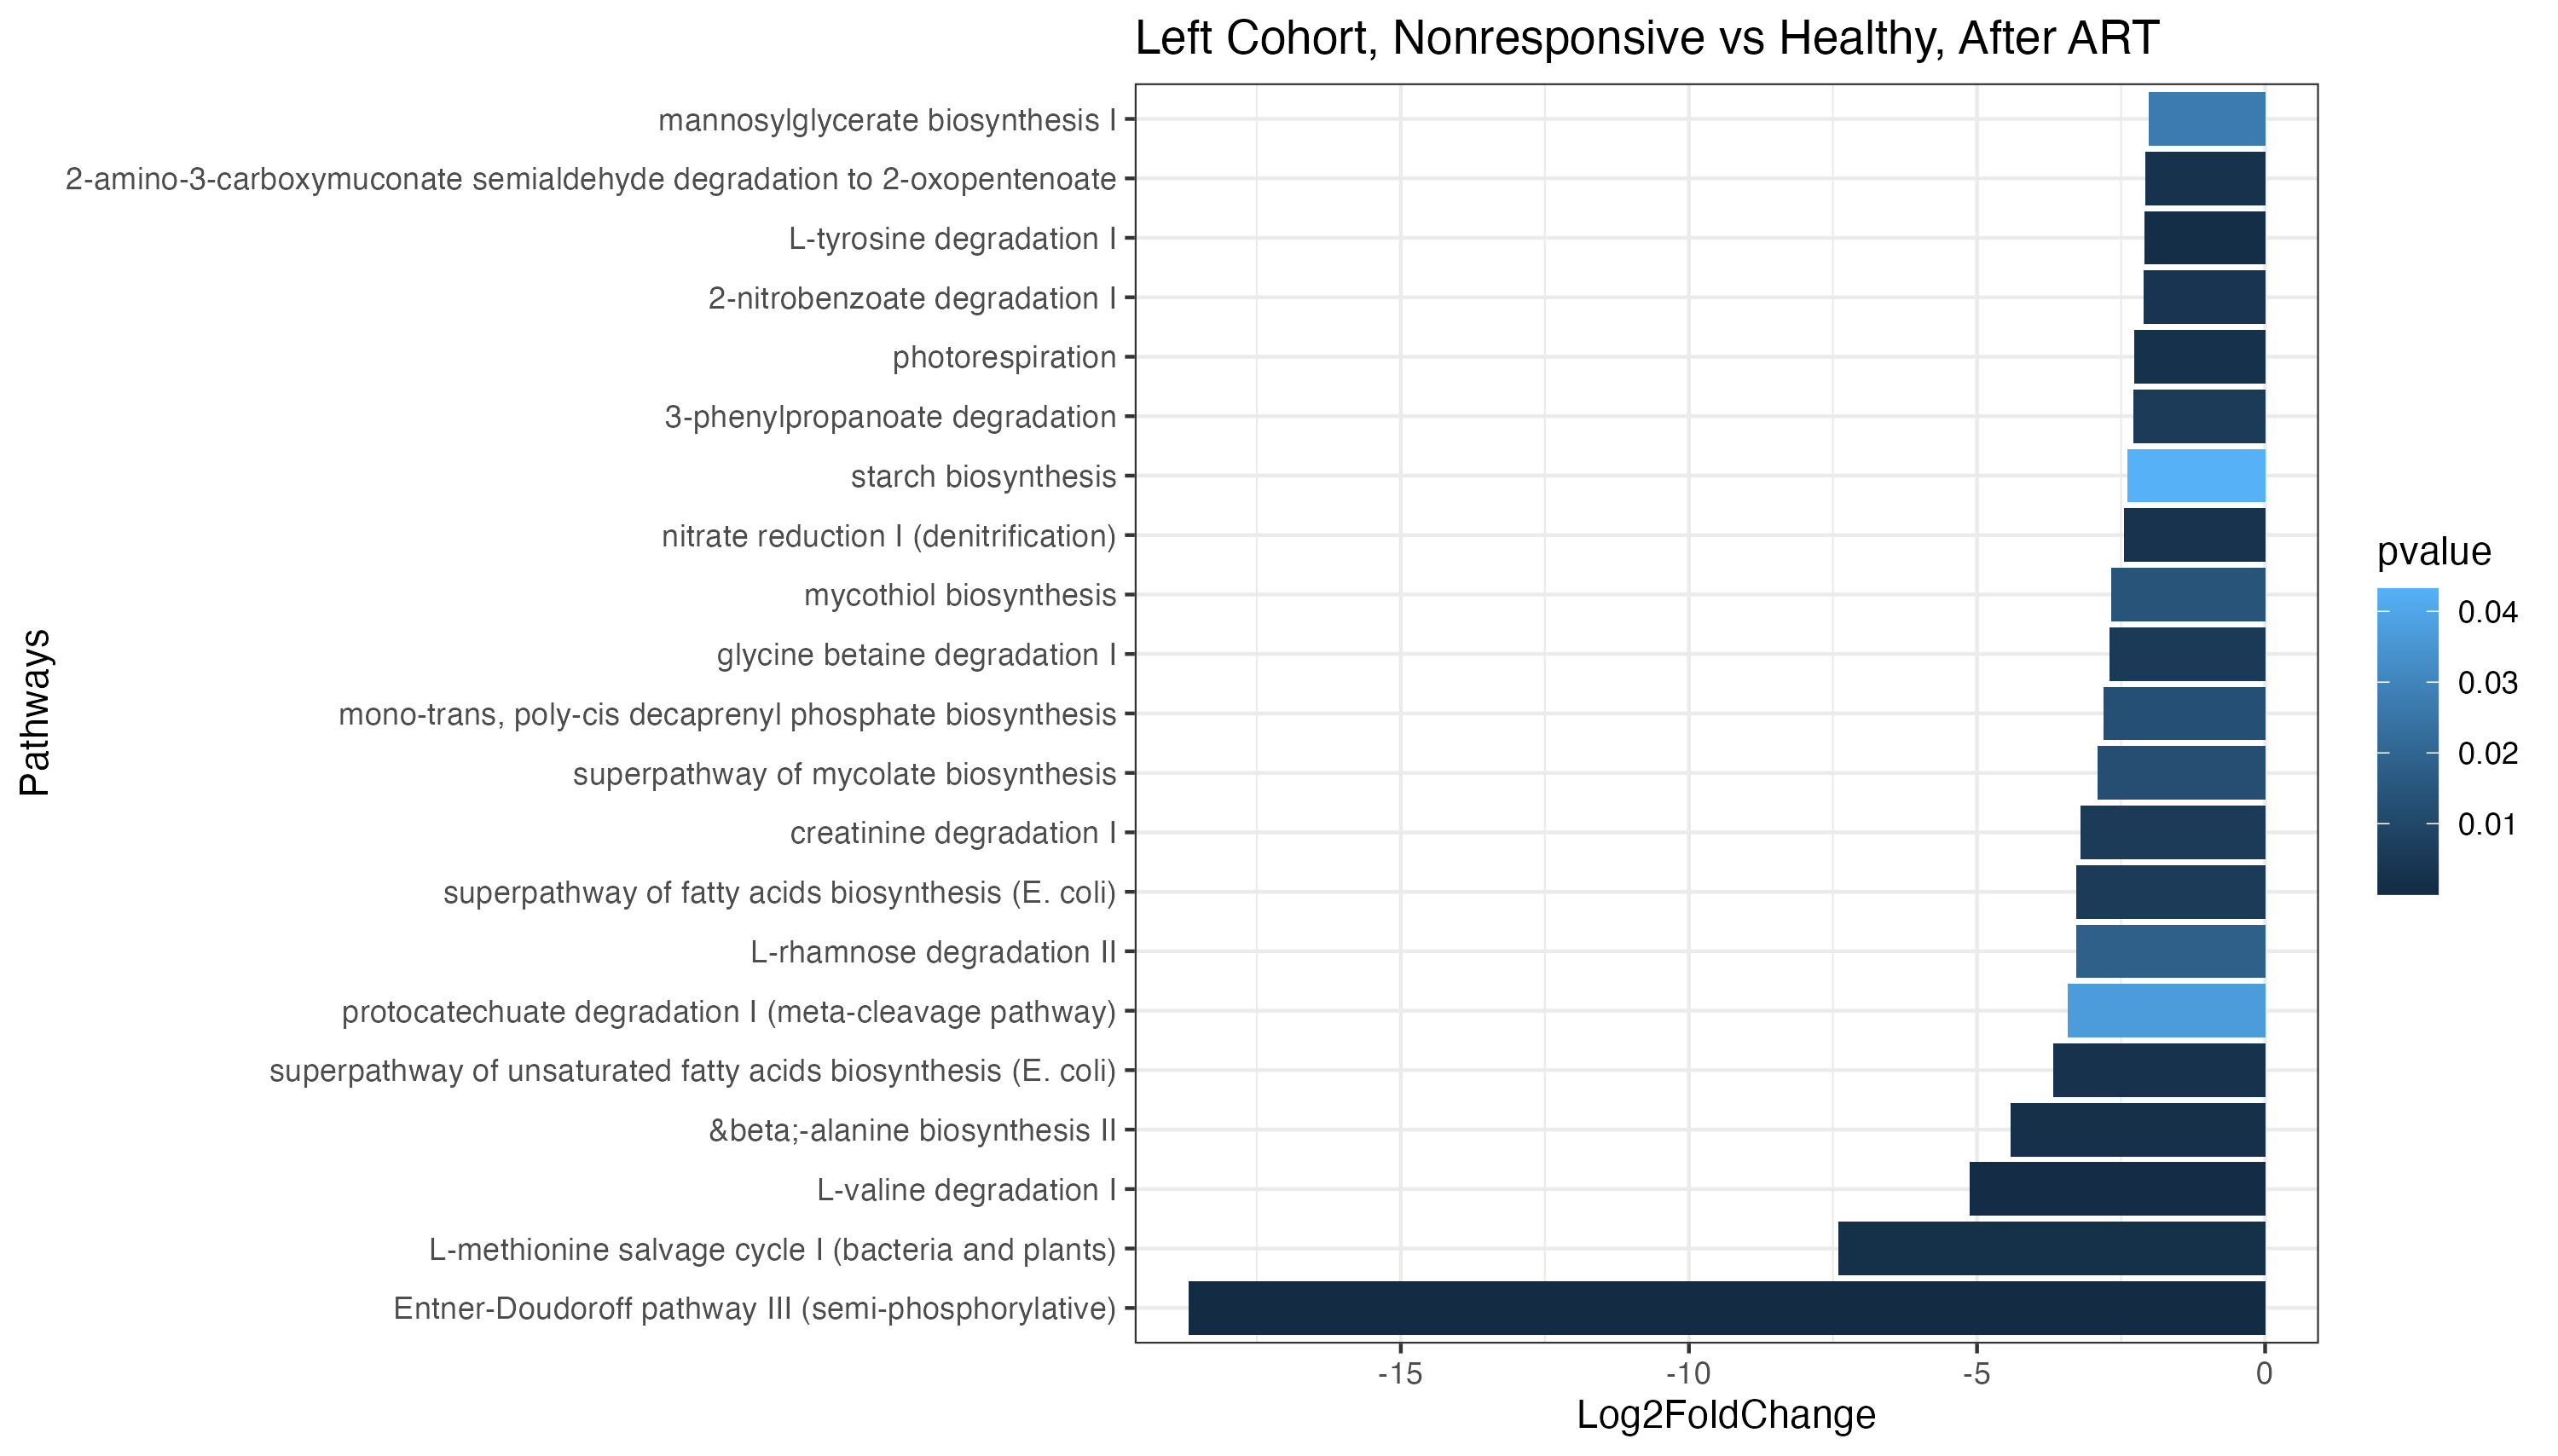 Left Cohort, Nonresponsive vs Healthy, After ART
Pathways
mannosylglycerate biosynthesis I
2-amino-3-carboxymuconate semialdehyde degradation to 2-oxopentenoate
L-tyrosine degradation I
2-nitrobenzoate degradation I
photorespiration
3-phenylpropanoate degradation
starch biosynthesis
nitrate reduction I (denitrification)
mycothiol biosynthesis
glycine betaine degradation I
mono-trans, poly-cis decaprenyl phosphate biosynthesis
superpathway of mycolate biosynthesis
creatinine degradation I
superpathway of fatty acids biosynthesis (E. coli)
L-rhamnose degradation II
protocatechuate degradation I (meta-cleavage pathway)
superpathway of unsaturated fatty acids biosynthesis (E. coli)
&beta;-alanine biosynthesis II
L-valine degradation I
L-methionine salvage cycle I (bacteria and plants)
Entner-Doudoroff pathway III (semi-phosphorylative)
-15 -10 -5 0
Log2FoldChange
pvalue
0.04
0.03
0.02
0.01